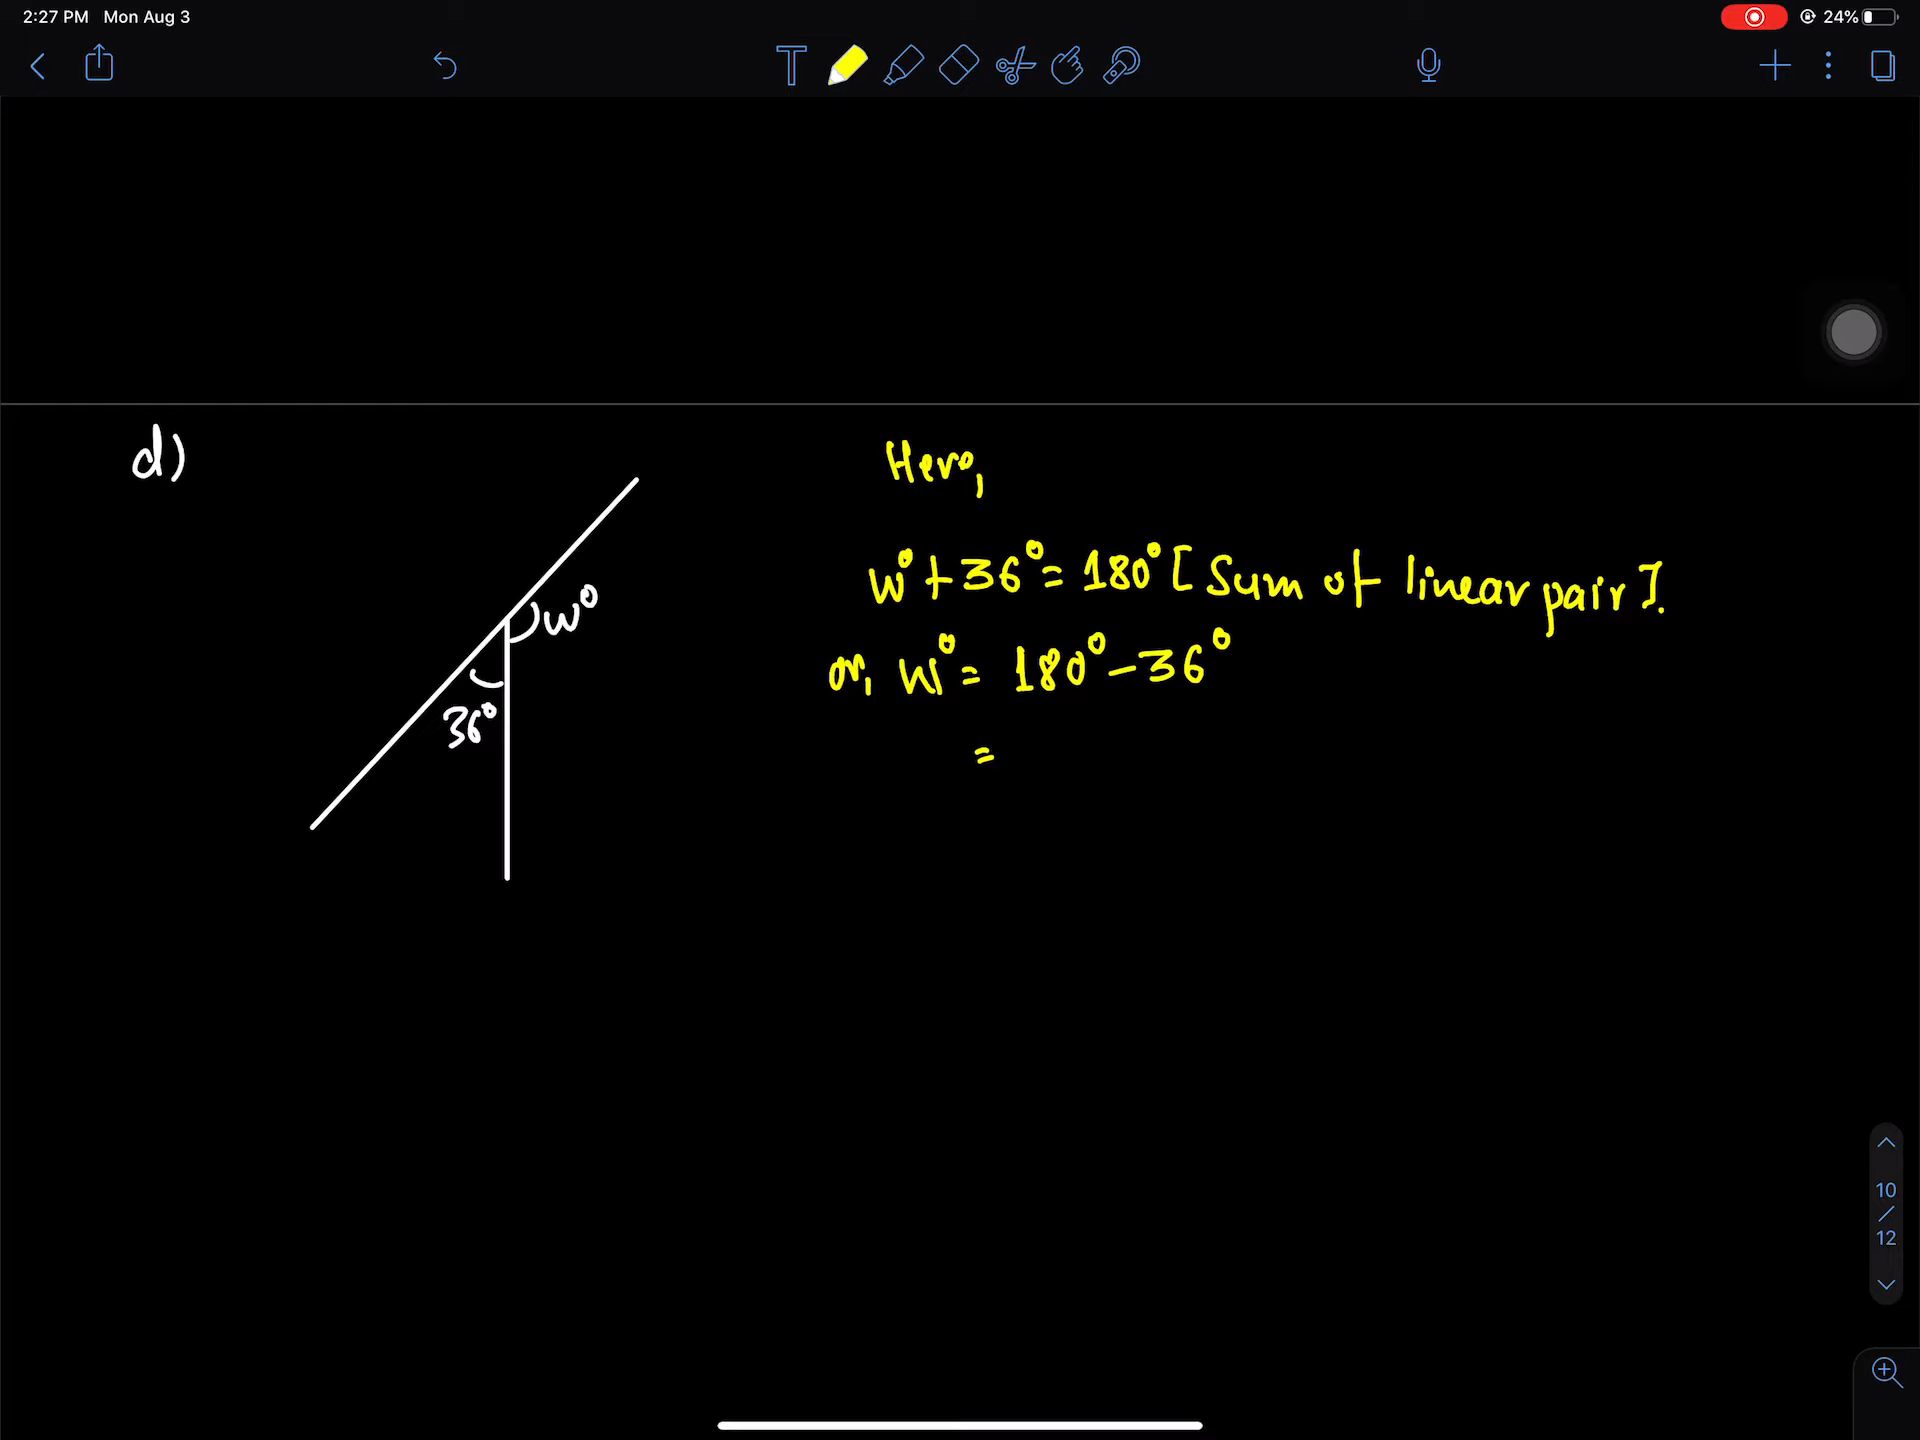 2:27 PM Mon Aug 3
24%
T
d)
Here,
w° + 36° = 180° [Sum of linear pair].
w°
or, w° = 180° - 36°
36°
=
10
/
12